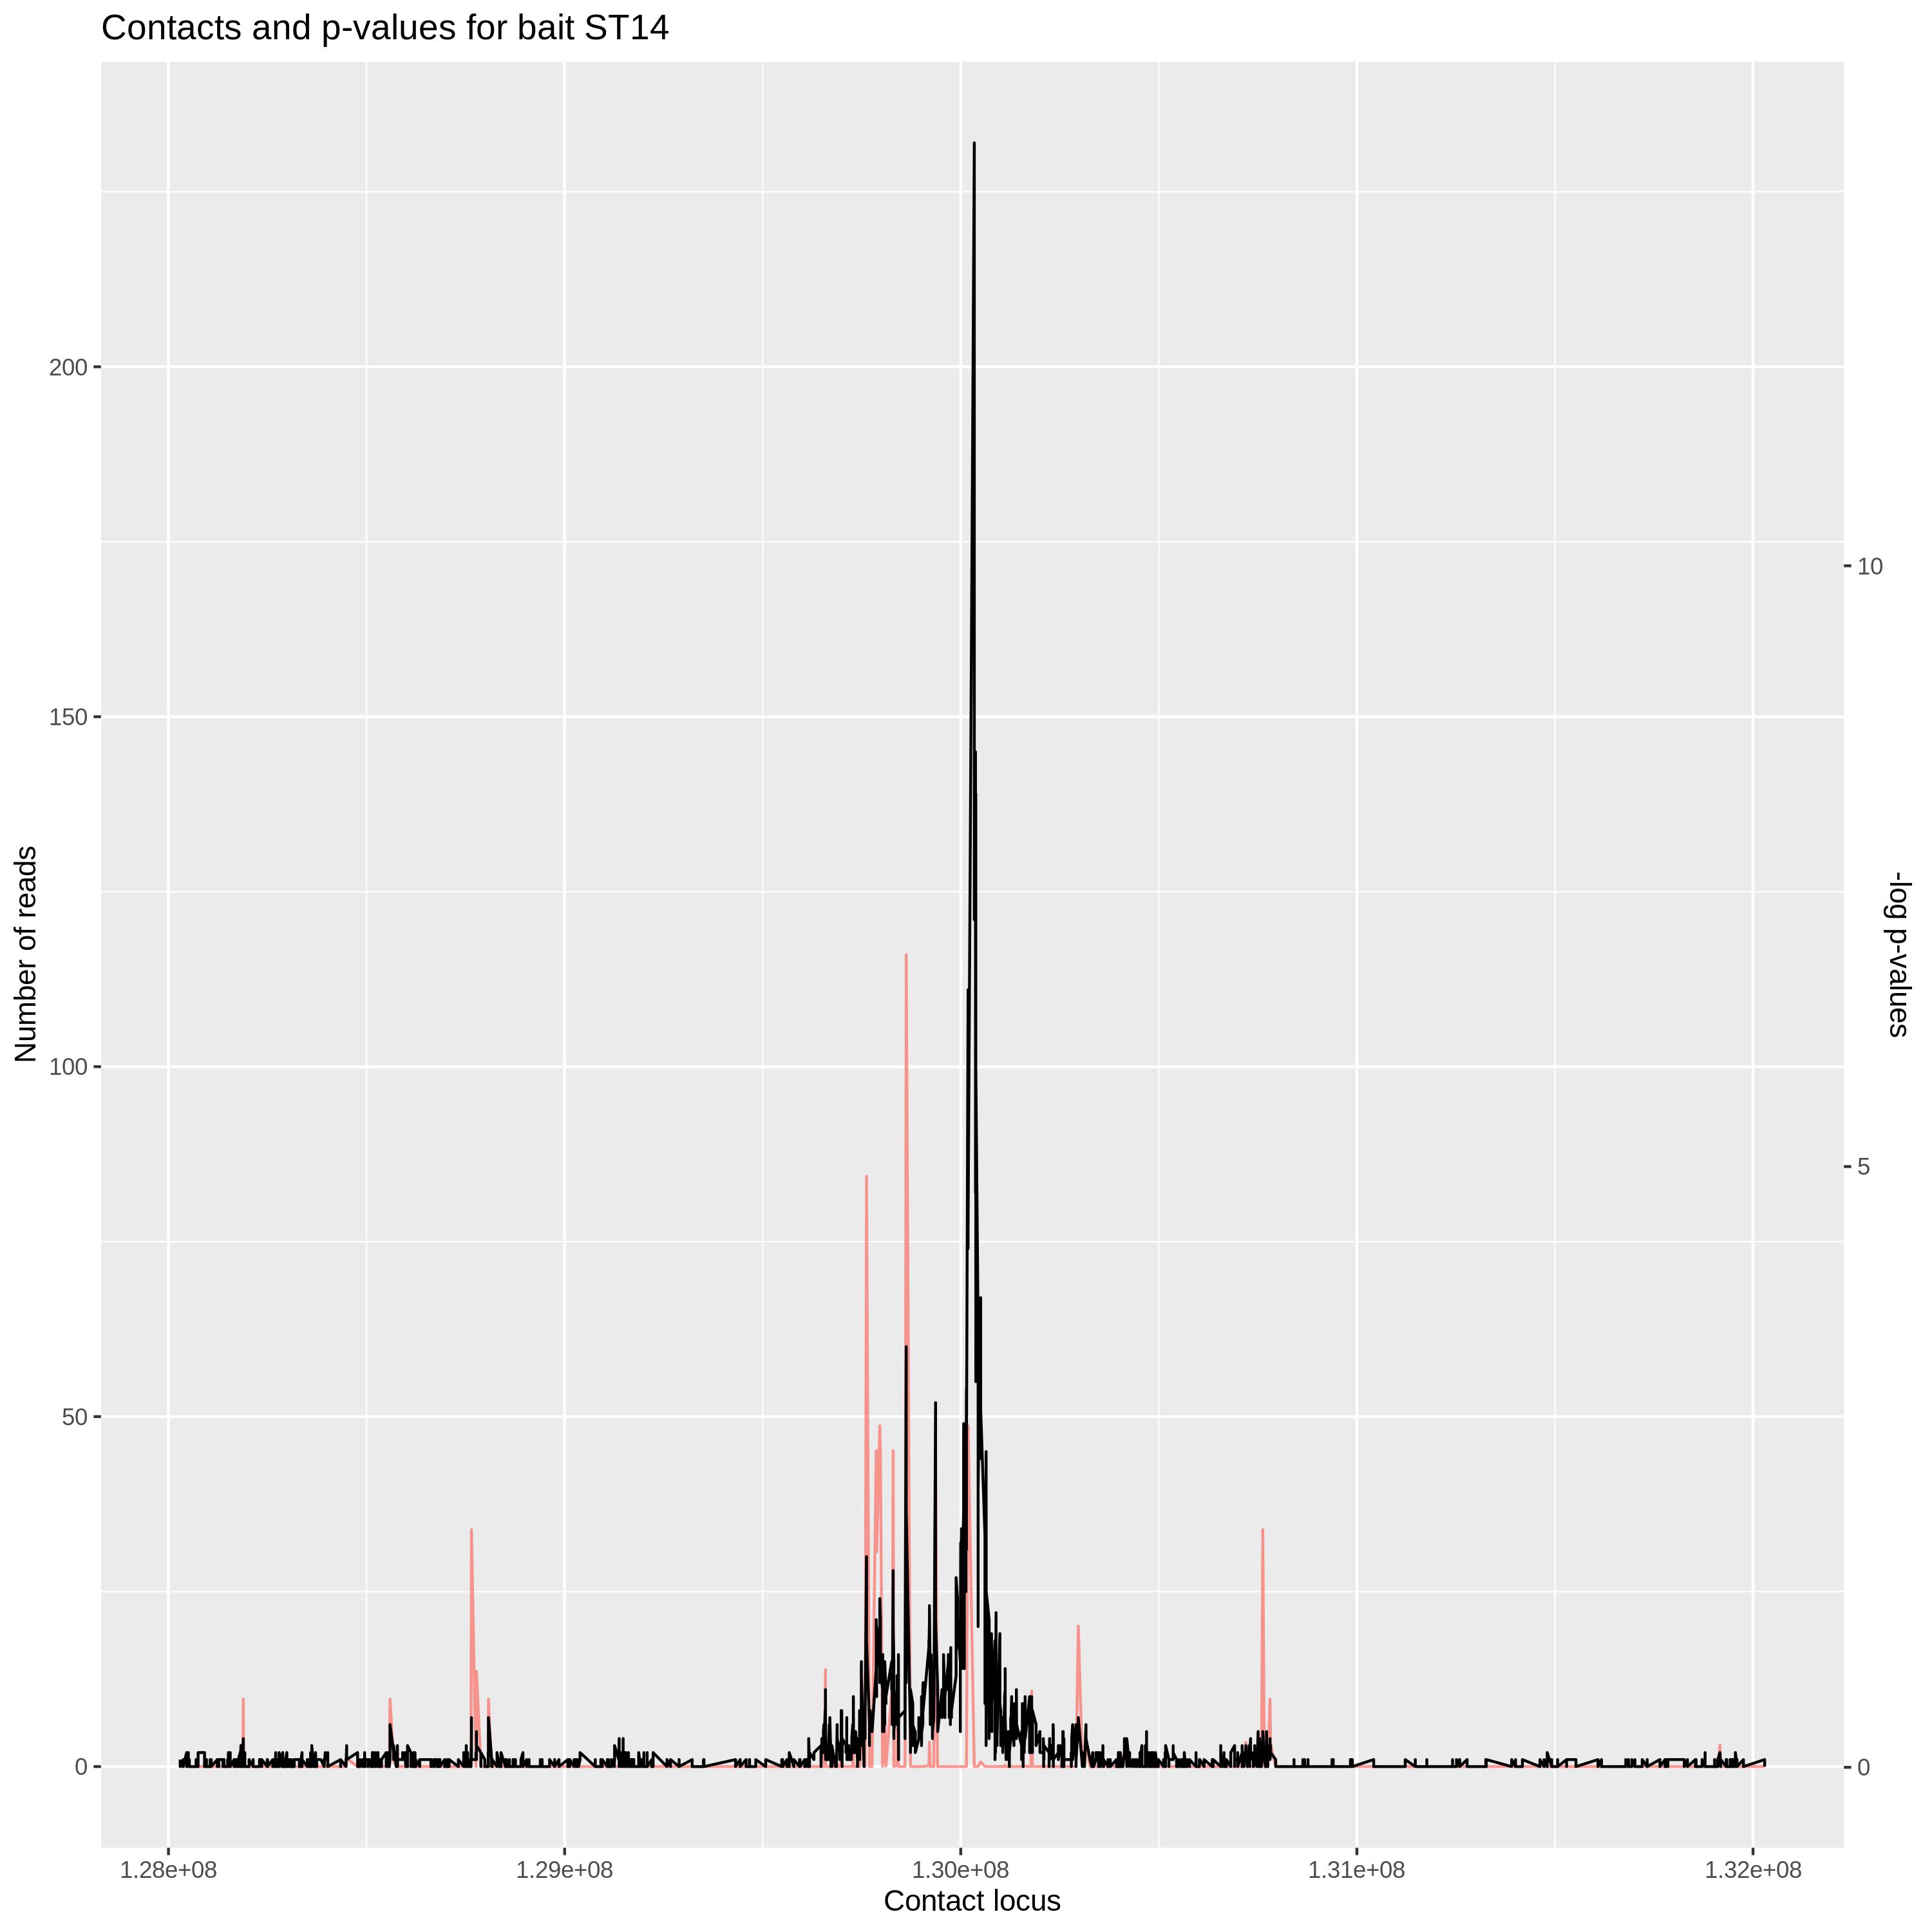 Contacts and p-values for bait ST14
200
150
100
50
0
Number of reads
10
5
0
-log p-values
1.28e+08
1.29e+08
1.30e+08
1.31e+08
1.32e+08
Contact locus